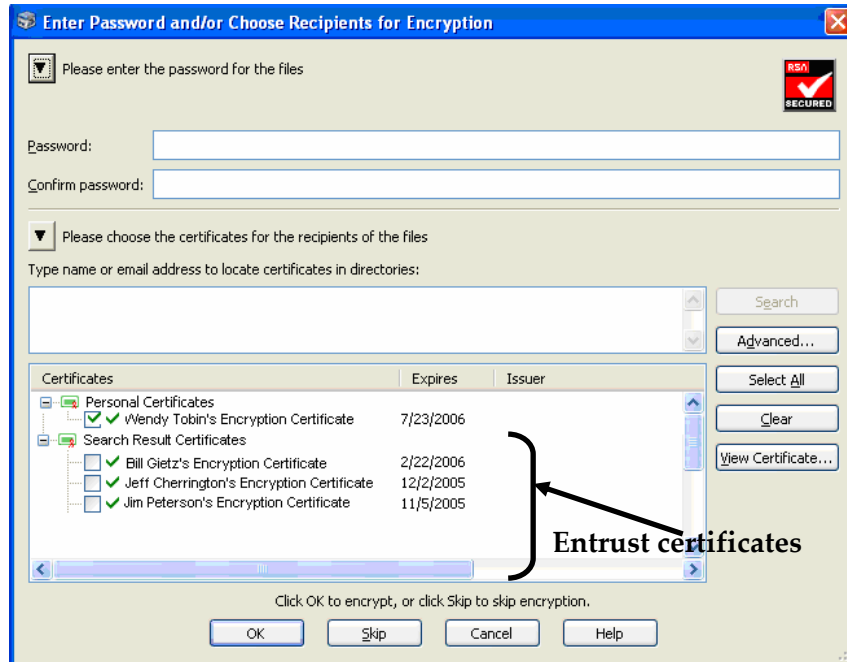 Enter Password and/or Choose Recipients for Encryption
Please enter the password for the files
RSA
SECURED
Password:
Confirm password:
Please choose the certificates for the recipients of the files
Type name or email address to locate certificates in directories:
Search
Advanced...
Select All
Clear
View Certificate...
Certificates Expires Issuer
Personal Certificates
Wendy Tobin's Encryption Certificate 7/23/2006
Search Result Certificates
Bill Gietz's Encryption Certificate 2/22/2006
Jeff Cherrington's Encryption Certificate 12/2/2005
Jim Peterson's Encryption Certificate 11/5/2005
Entrust certificates
Click OK to encrypt, or click Skip to skip encryption.
OK Skip Cancel Help